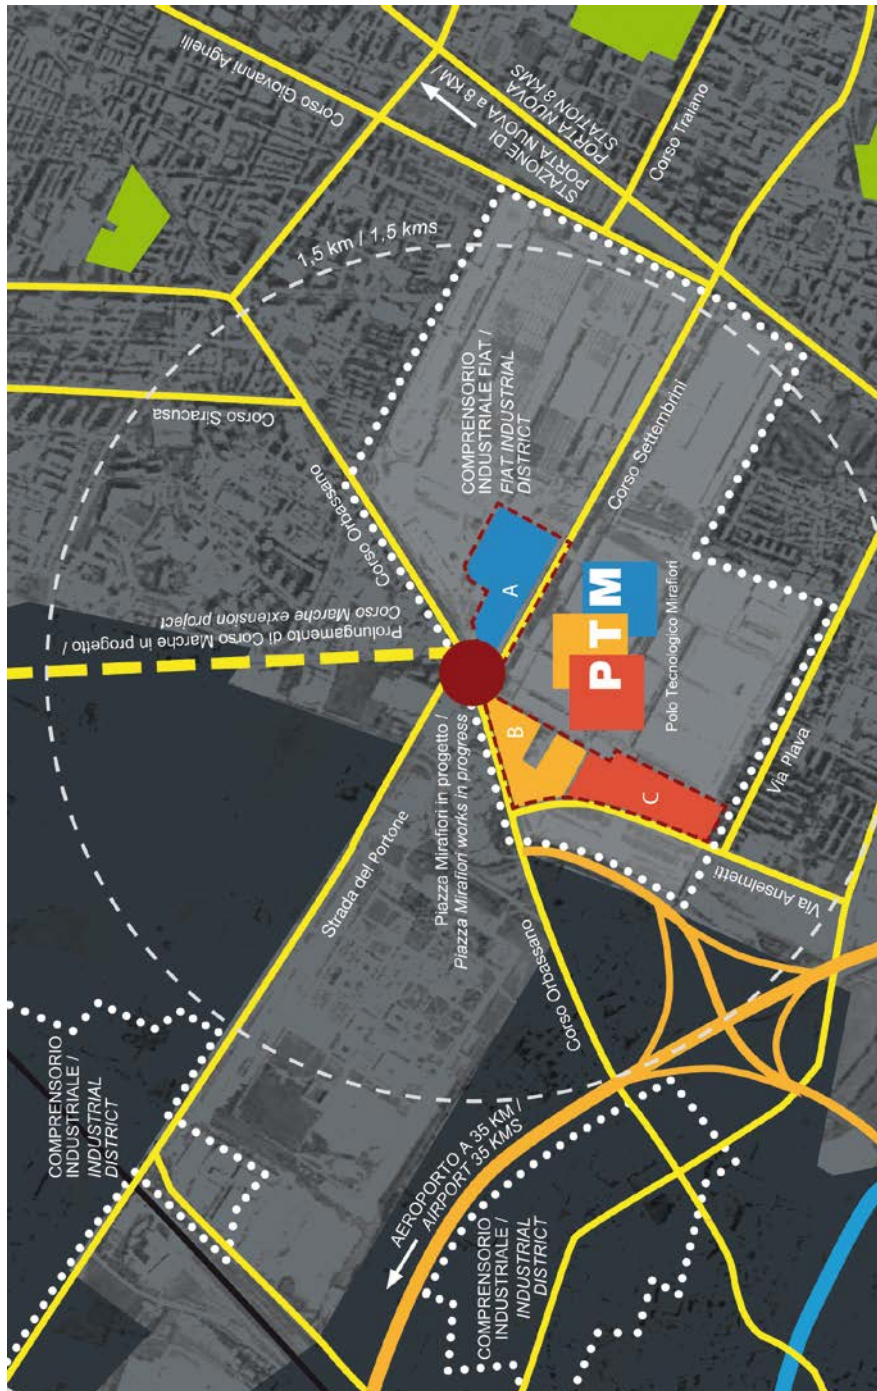 COMPRENSORIO
INDUSTRIALE /
INDUSTRIAL
DISTRICT
AEROPORTO A 35 KM /
AIRPORT 35 KMS
COMPRENSORIO
INDUSTRIALE /
INDUSTRIAL
DISTRICT
Strada del Portone
Corso Orbassano
Prolungamento di Corso Marche in progetto /
Corso Marche extension project
Piazza Mirafiori in progetto /
Piazza Mirafiori works in progress
Corso Siracusa
Corso Orbassano
1,5 km / 1,5 kms
Corso Giovanni Agnelli
STAZIONE DI
PORTA NUOVA a 8 KM /
PORTA NUOVA
STATION 8 KMS
Corso Traiano
COMPRENSORIO
INDUSTRIALE FIAT /
FIAT INDUSTRIAL
DISTRICT
Corso Settembrini
A
B
C
PTM
Polo Tecnologico Mirafiori
Via Anselmetti
Via Plava